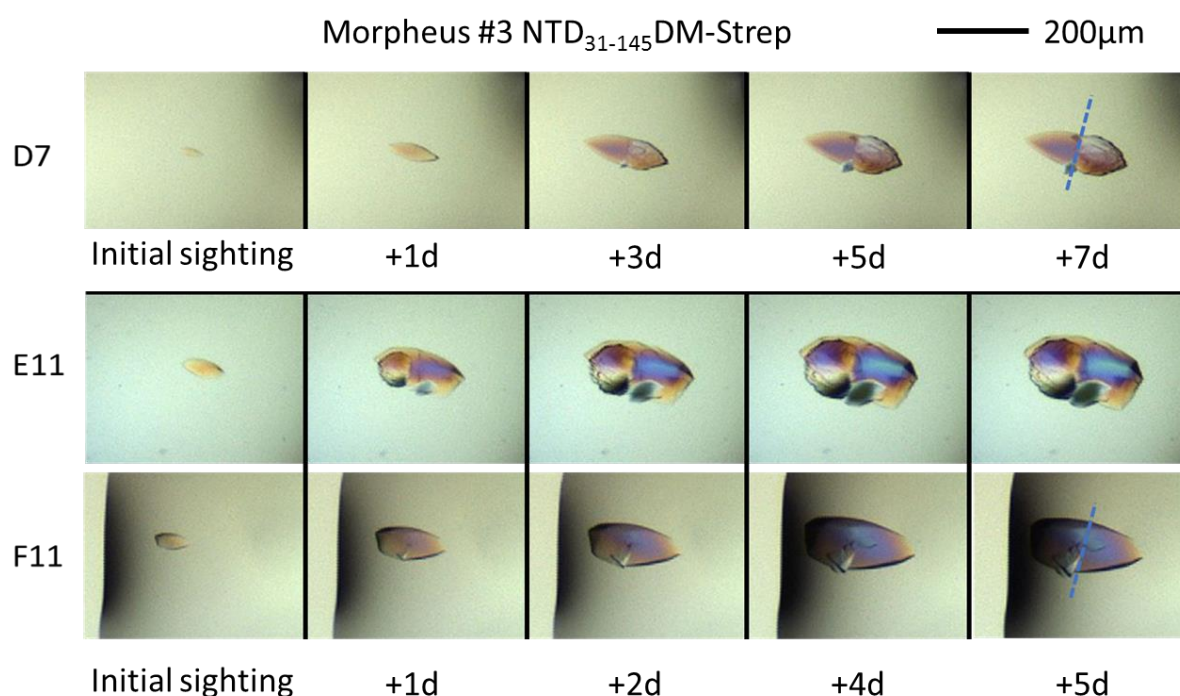 Morpheus #3 NTD31-145DM-Strep
200µm
D7
Initial sighting +1d +3d +5d +7d
E11
F11
Initial sighting +1d +2d +4d +5d